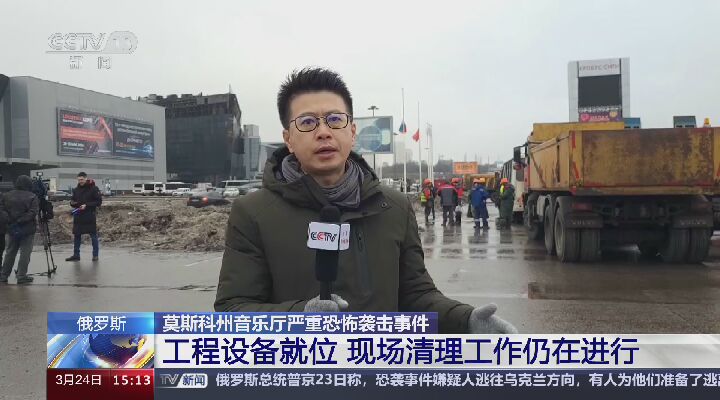 CCTV 13
新闻
КРОКУС СИТИ
CCTV
俄罗斯
莫斯科州音乐厅严重恐怖袭击事件
工程设备就位 现场清理工作仍在进行
3月24日 15:13
TV 新闻 俄罗斯总统普京23日称,恐袭事件嫌疑人逃往乌克兰方向,有人为他们准备了逃